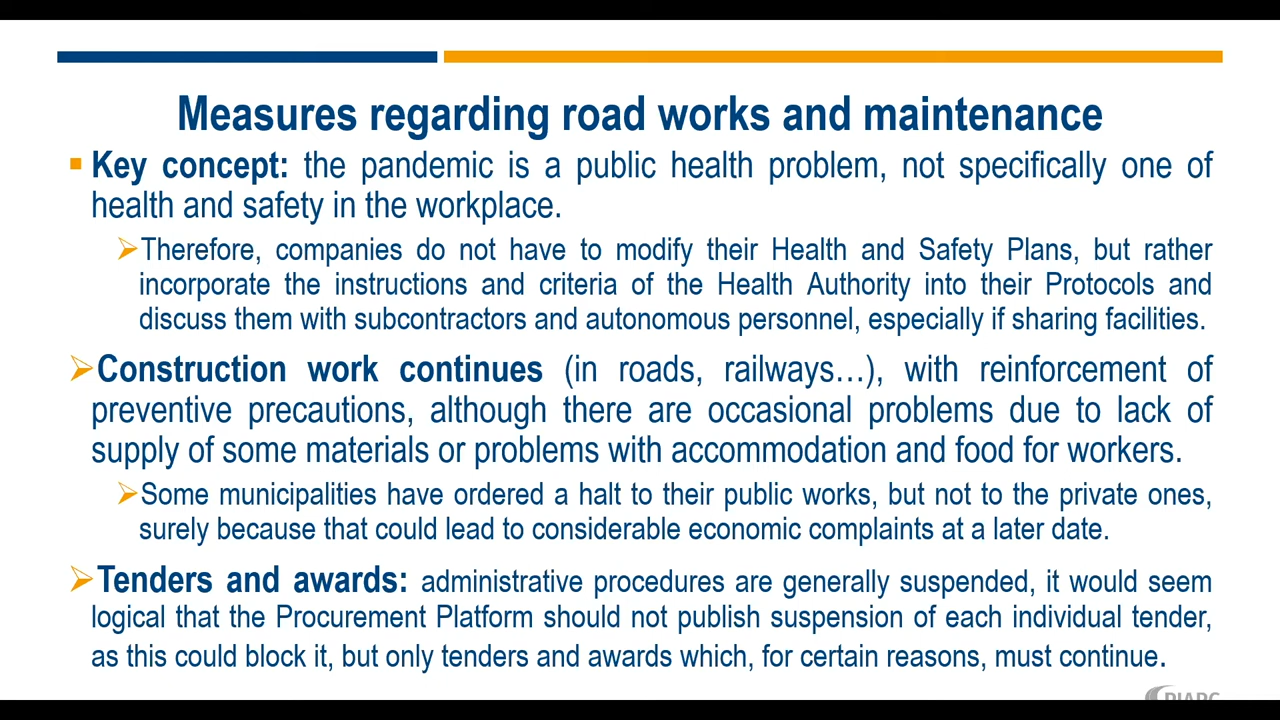 Measures regarding road works and maintenance
Key concept: the pandemic is a public health problem, not specifically one of
health and safety in the workplace.
Therefore, companies do not have to modify their Health and Safety Plans, but rather
incorporate the instructions and criteria of the Health Authority into their Protocols and
discuss them with subcontractors and autonomous personnel, especially if sharing facilities.
Construction work continues (in roads, railways…), with reinforcement of
preventive precautions, although there are occasional problems due to lack of
supply of some materials or problems with accommodation and food for workers.
Some municipalities have ordered a halt to their public works, but not to the private ones,
surely because that could lead to considerable economic complaints at a later date.
Tenders and awards: administrative procedures are generally suspended, it would seem
logical that the Procurement Platform should not publish suspension of each individual tender,
as this could block it, but only tenders and awards which, for certain reasons, must continue.
PIARC